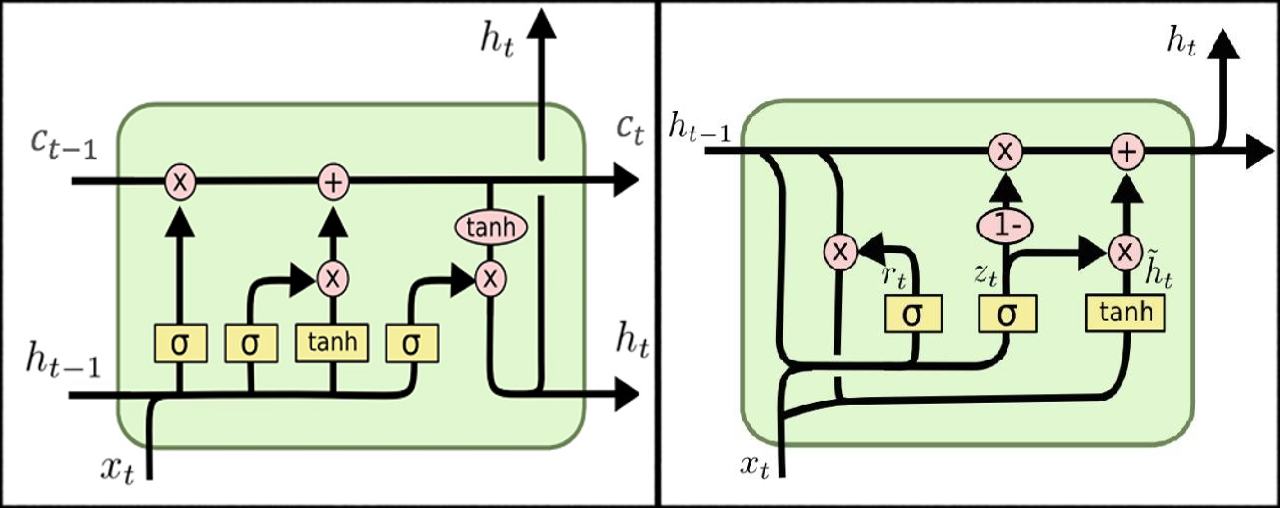 h_t
c_{t-1}
c_t
x
+
tanh
x
x
σ
σ
tanh
σ
h_{t-1}
h_t
x_t
h_t
h_{t-1}
x
+
1-
x
x
r_t
z_t
h̃_t
σ
σ
tanh
x_t